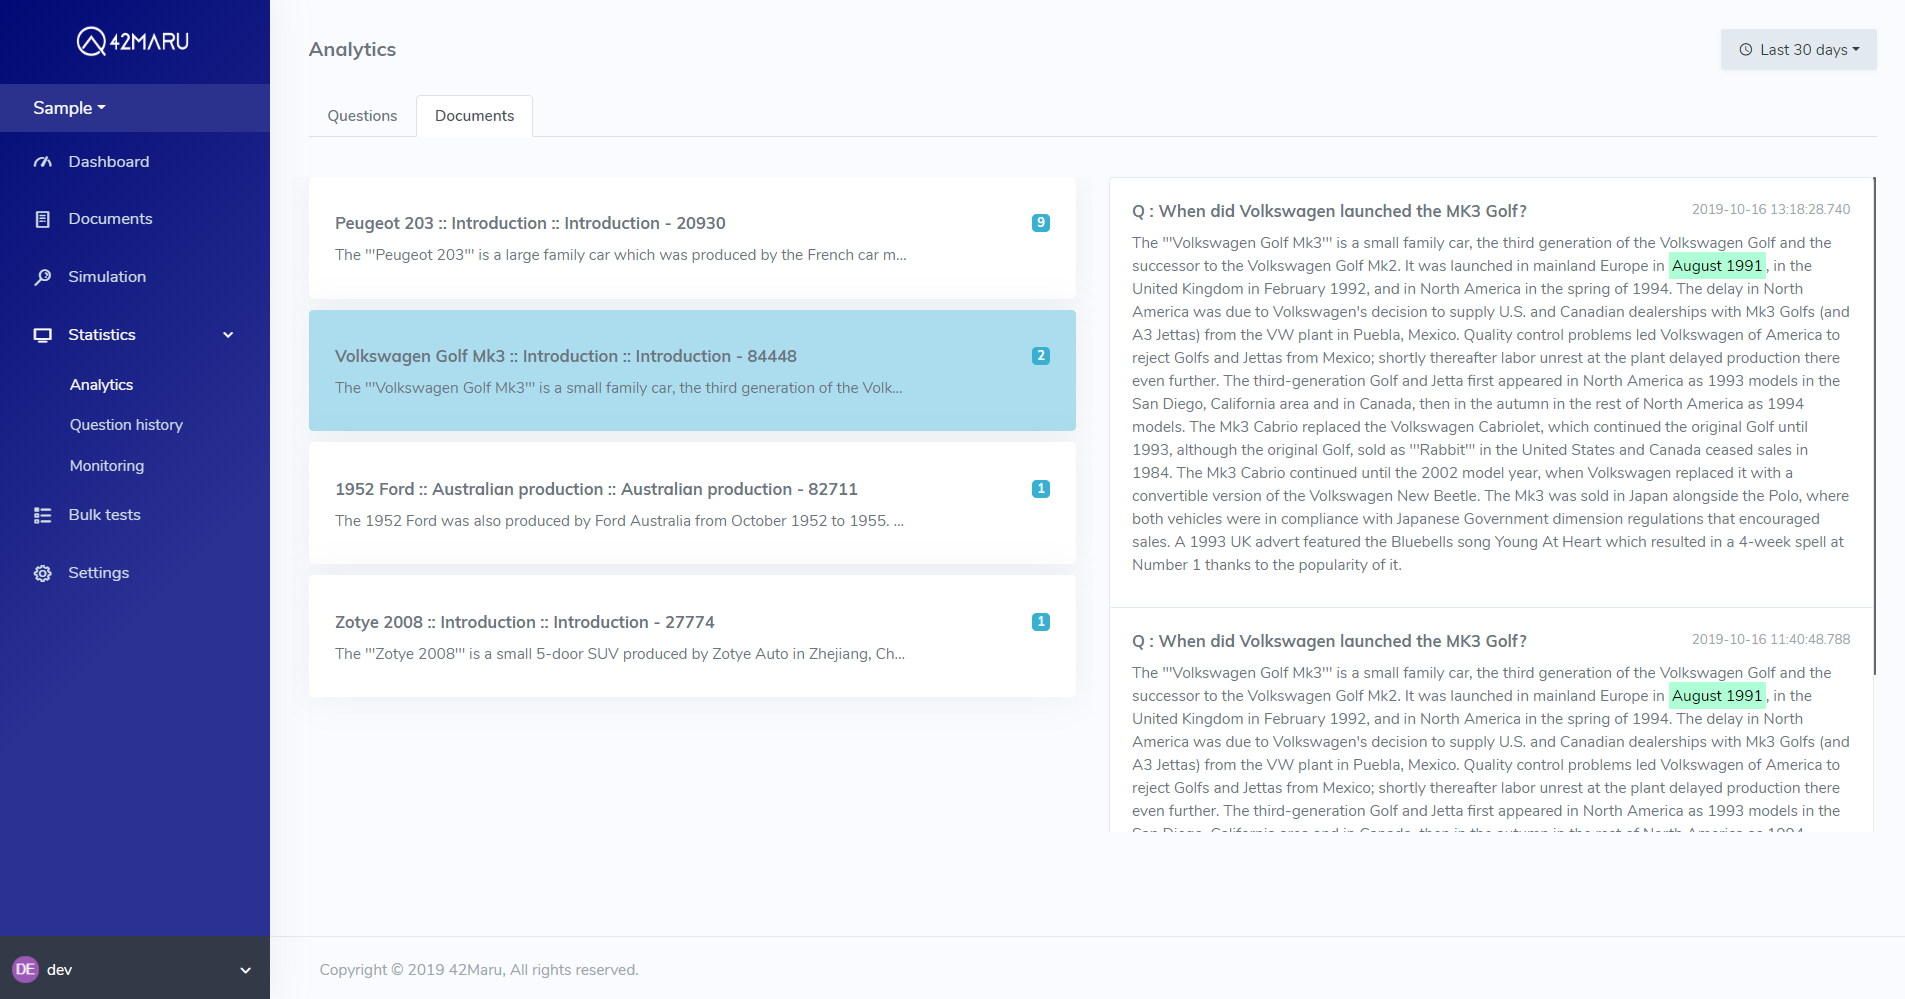 42MARU
Sample
Dashboard
Documents
Simulation
Statistics
Analytics
Question history
Monitoring
Bulk tests
Settings
DE dev
Analytics
Last 30 days
Questions
Documents
Peugeot 203 :: Introduction :: Introduction - 20930
9
The '''Peugeot 203''' is a large family car which was produced by the French car m...
Volkswagen Golf Mk3 :: Introduction :: Introduction - 84448
2
The '''Volkswagen Golf Mk3''' is a small family car, the third generation of the Volk...
1952 Ford :: Australian production :: Australian production - 82711
1
The 1952 Ford was also produced by Ford Australia from October 1952 to 1955. ...
Zotye 2008 :: Introduction :: Introduction - 27774
1
The '''Zotye 2008''' is a small 5-door SUV produced by Zotye Auto in Zhejiang, Ch...
Q : When did Volkswagen launched the MK3 Golf?
2019-10-16 13:18:28.740
The '''Volkswagen Golf Mk3''' is a small family car, the third generation of the Volkswagen Golf and the
successor to the Volkswagen Golf Mk2. It was launched in mainland Europe in August 1991, in the
United Kingdom in February 1992, and in North America in the spring of 1994. The delay in North
America was due to Volkswagen's decision to supply U.S. and Canadian dealerships with Mk3 Golfs (and
A3 Jettas) from the VW plant in Puebla, Mexico. Quality control problems led Volkswagen of America to
reject Golfs and Jettas from Mexico; shortly thereafter labor unrest at the plant delayed production there
even further. The third-generation Golf and Jetta first appeared in North America as 1993 models in the
San Diego, California area and in Canada, then in the autumn in the rest of North America as 1994
models. The Mk3 Cabrio replaced the Volkswagen Cabriolet, which continued the original Golf until
1993, although the original Golf, sold as '''Rabbit''' in the United States and Canada ceased sales in
1984. The Mk3 Cabrio continued until the 2002 model year, when Volkswagen replaced it with a
convertible version of the Volkswagen New Beetle. The Mk3 was sold in Japan alongside the Polo, where
both vehicles were in compliance with Japanese Government dimension regulations that encouraged
sales. A 1993 UK advert featured the Bluebells song Young At Heart which resulted in a 4-week spell at
Number 1 thanks to the popularity of it.
Q : When did Volkswagen launched the MK3 Golf?
2019-10-16 11:40:48.788
The '''Volkswagen Golf Mk3''' is a small family car, the third generation of the Volkswagen Golf and the
successor to the Volkswagen Golf Mk2. It was launched in mainland Europe in August 1991, in the
United Kingdom in February 1992, and in North America in the spring of 1994. The delay in North
America was due to Volkswagen's decision to supply U.S. and Canadian dealerships with Mk3 Golfs (and
A3 Jettas) from the VW plant in Puebla, Mexico. Quality control problems led Volkswagen of America to
reject Golfs and Jettas from Mexico; shortly thereafter labor unrest at the plant delayed production there
even further. The third-generation Golf and Jetta first appeared in North America as 1993 models in the
San Diego, California area and in Canada, then in the autumn in the rest of North America as 1994
Copyright © 2019 42Maru, All rights reserved.